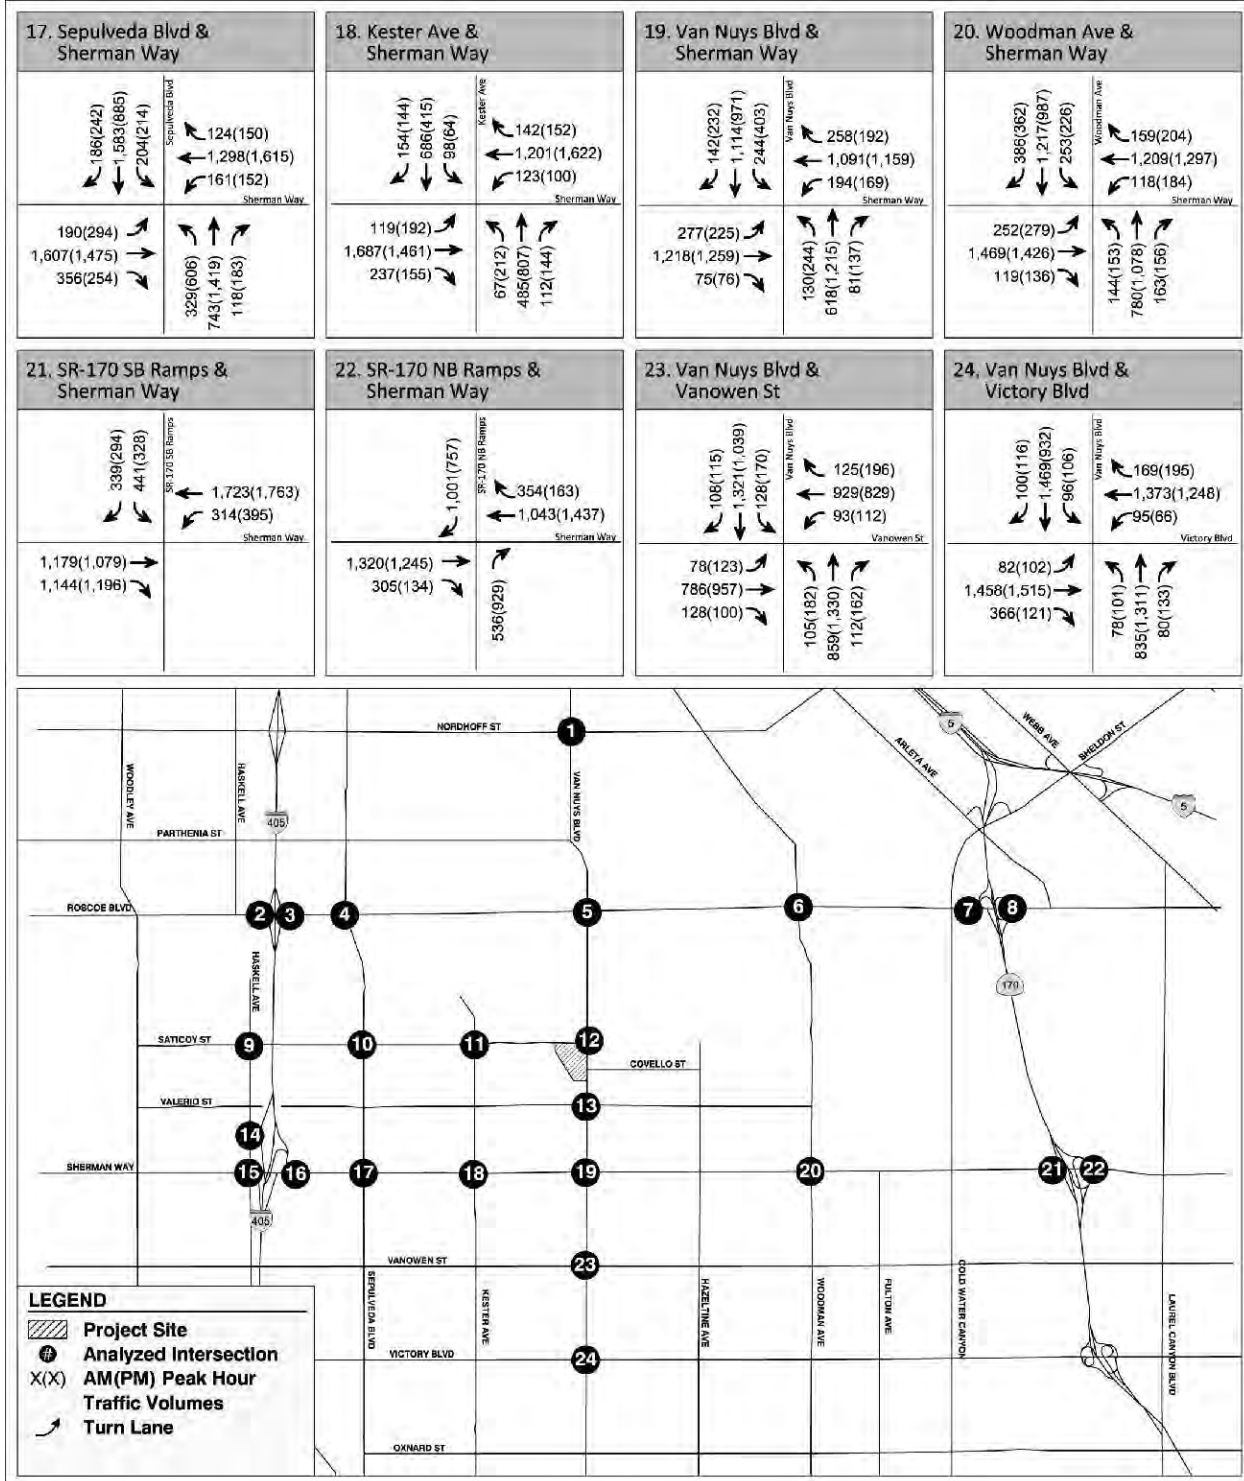 17. Sepulveda Blvd &
Sherman Way
186(242)
1,583(885)
204(214)
Sepulveda Blvd
124(150)
1,298(1,615)
161(152)
Sherman Way
190(294)
1,607(1,475)
356(254)
329(606)
743(1,419)
118(183)
18. Kester Ave &
Sherman Way
154(144)
686(415)
98(64)
Kester Ave
142(152)
1,201(1,622)
123(100)
Sherman Way
119(192)
1,687(1,461)
237(155)
67(212)
485(807)
112(144)
19. Van Nuys Blvd &
Sherman Way
142(232)
1,114(971)
244(403)
Van Nuys Blvd
258(192)
1,091(1,159)
194(169)
Sherman Way
277(225)
1,218(1,259)
75(76)
130(244)
618(1,215)
81(137)
20. Woodman Ave &
Sherman Way
386(362)
1,217(987)
253(226)
Woodman Ave
159(204)
1,209(1,297)
118(184)
Sherman Way
252(279)
1,469(1,426)
119(136)
144(153)
780(1,078)
163(156)
21. SR-170 SB Ramps &
Sherman Way
339(294)
441(328)
SR-170 SB Ramps
1,723(1,763)
314(395)
Sherman Way
1,179(1,079)
1,144(1,196)
22. SR-170 NB Ramps &
Sherman Way
1,001(757)
SR-170 NB Ramps
354(163)
1,043(1,437)
Sherman Way
1,320(1,245)
305(134)
536(929)
23. Van Nuys Blvd &
Vanowen St
108(115)
1,321(1,039)
128(170)
Van Nuys Blvd
125(196)
929(829)
93(112)
Vanowen St
78(123)
786(957)
128(100)
105(182)
859(1,330)
112(162)
24. Van Nuys Blvd &
Victory Blvd
100(116)
1,469(932)
96(106)
Van Nuys Blvd
169(195)
1,373(1,248)
95(66)
Victory Blvd
82(102)
1,458(1,515)
366(121)
78(101)
835(1,311)
80(133)
NORDHOFF ST
1
5
WEBB AVE
SHELDON ST
ARLETA AVE
5
WOODLEY AVE
HASKELL AVE
405
VAN NUYS BLVD
PARTHENIA ST
ROSCOE BLVD
2
3
4
5
6
7
8
HASKELL AVE
170
SATICOY ST
9
10
11
12
COVELLO ST
VALERIO ST
13
14
SHERMAN WAY
15
16
17
18
19
20
21
22
405
VANOWEN ST
23
SEPULVEDA BLVD
KESTER AVE
HAZELTINE AVE
WOODMAN AVE
FULTON AVE
COLD WATER CANYON
LAUREL CANYON BLVD
VICTORY BLVD
24
OXNARD ST
LEGEND
Project Site
# Analyzed Intersection
X(X) AM(PM) Peak Hour
Traffic Volumes
Turn Lane